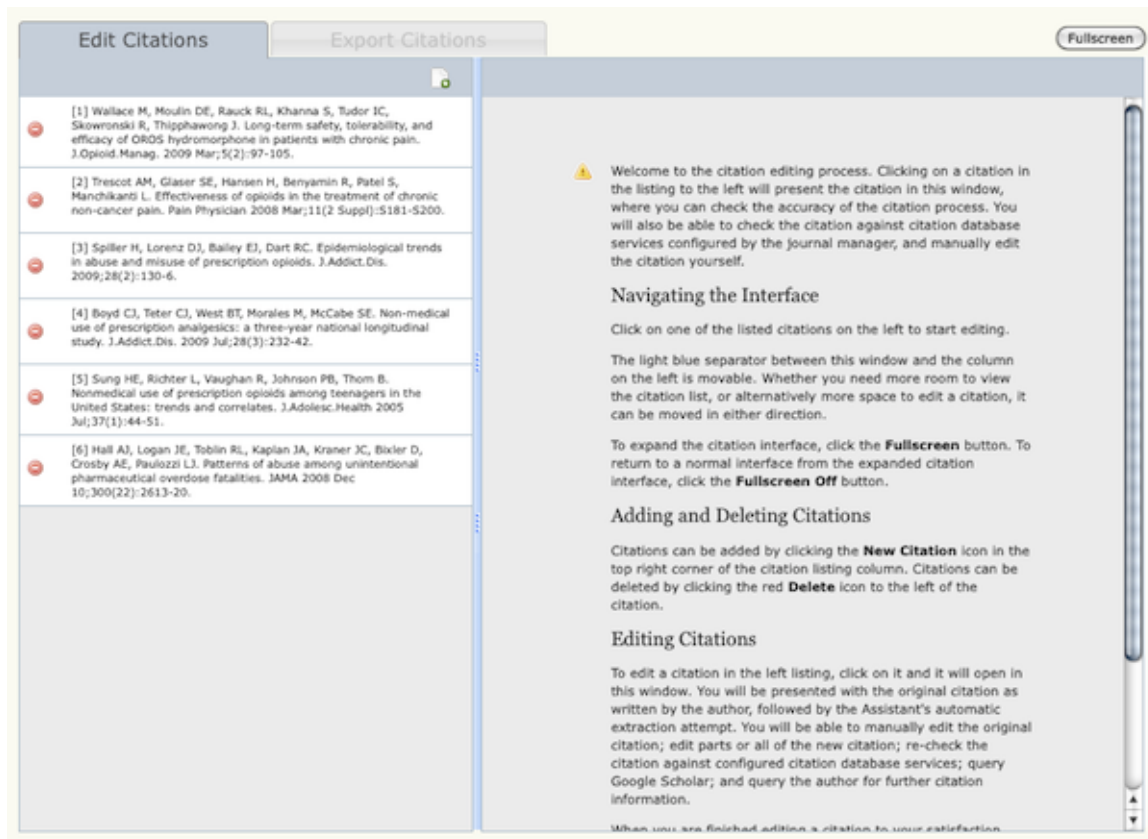 Edit Citations
Export Citations
Fullscreen
[1] Wallace M, Moulin DE, Rauck RL, Khanna S, Tudor IC,
Skowronski R, Thipphawong J. Long-term safety, tolerability, and
efficacy of OROS hydromorphone in patients with chronic pain.
J.Opioid.Manag. 2009 Mar;5(2):97-105.
[2] Trescot AM, Glaser SE, Hansen H, Benyamin R, Patel S,
Manchikanti L. Effectiveness of opioids in the treatment of chronic
non-cancer pain. Pain Physician 2008 Mar;11(2 Suppl):S181-S200.
[3] Spiller H, Lorenz DJ, Bailey EJ, Dart RC. Epidemiological trends
in abuse and misuse of prescription opioids. J.Addict.Dis.
2009;28(2):130-6.
[4] Boyd CJ, Teter CJ, West BT, Morales M, McCabe SE. Non-medical
use of prescription analgesics: a three-year national longitudinal
study. J.Addict.Dis. 2009 Jul;28(3):232-42.
[5] Sung HE, Richter L, Vaughan R, Johnson PB, Thom B.
Nonmedical use of prescription opioids among teenagers in the
United States: trends and correlates. J.Adolesc.Health 2005
Jul;37(1):44-51.
[6] Hall AJ, Logan JE, Toblin RL, Kaplan JA, Kraner JC, Bixler D,
Crosby AE, Paulozzi LJ. Patterns of abuse among unintentional
pharmaceutical overdose fatalities. JAMA 2008 Dec
10;300(22):2613-20.
Welcome to the citation editing process. Clicking on a citation in
the listing to the left will present the citation in this window,
where you can check the accuracy of the citation process. You
will also be able to check the citation against citation database
services configured by the journal manager, and manually edit
the citation yourself.
Navigating the Interface
Click on one of the listed citations on the left to start editing.
The light blue separator between this window and the column
on the left is movable. Whether you need more room to view
the citation list, or alternatively more space to edit a citation, it
can be moved in either direction.
To expand the citation interface, click the Fullscreen button. To
return to a normal interface from the expanded citation
interface, click the Fullscreen Off button.
Adding and Deleting Citations
Citations can be added by clicking the New Citation icon in the
top right corner of the citation listing column. Citations can be
deleted by clicking the red Delete icon to the left of the
citation.
Editing Citations
To edit a citation in the left listing, click on it and it will open in
this window. You will be presented with the original citation as
written by the author, followed by the Assistant's automatic
extraction attempt. You will be able to manually edit the original
citation; edit parts or all of the new citation; re-check the
citation against configured citation database services; query
Google Scholar; and query the author for further citation
information.
When you are finished editing a citation to your satisfaction